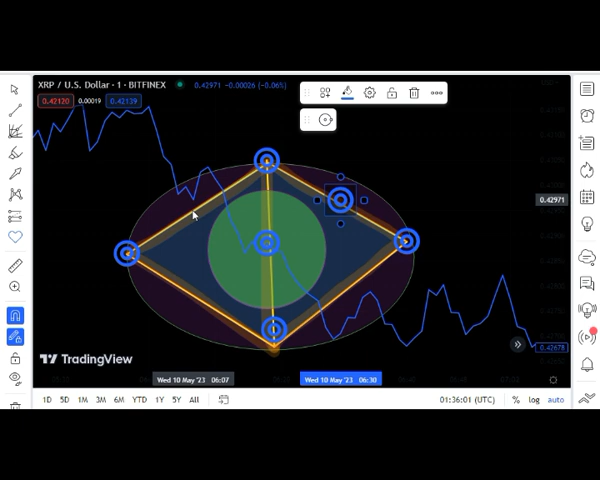 XRP / U.S. Dollar · 1 · BITFINEX 0.42971 −0.00026 (−0.06%)
0.42120 0.00019 0.42139
0.42971
0.42678
TradingView
Wed 10 May '23 06:07 Wed 10 May '23 06:30
1D 5D 1M 3M 6M YTD 1Y 5Y All 01:36:01 (UTC) % log auto